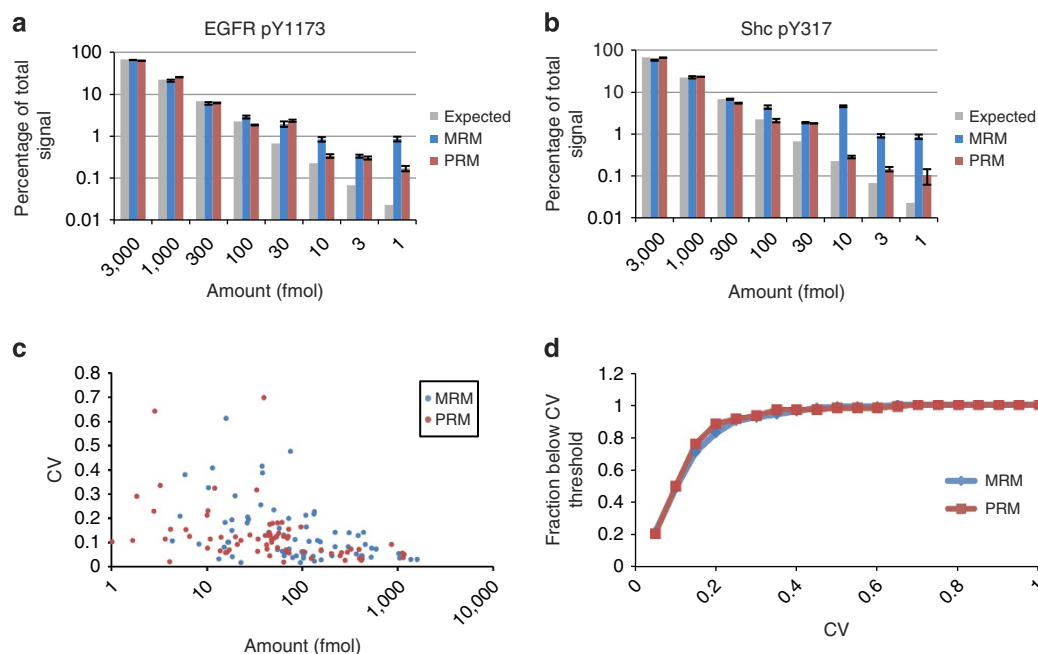 a
EGFR pY1173
Percentage of total signal
100
10
1
0.1
0.01
3,000
1,000
300
100
30
10
3
1
Amount (fmol)
Expected
MRM
PRM
b
Shc pY317
Percentage of total signal
100
10
1
0.1
0.01
3,000
1,000
300
100
30
10
3
1
Amount (fmol)
Expected
MRM
PRM
c
CV
0.8
0.7
0.6
0.5
0.4
0.3
0.2
0.1
0
1
10
100
1,000
10,000
Amount (fmol)
MRM
PRM
d
Fraction below CV threshold
1.2
1
0.8
0.6
0.4
0.2
0
0
0.2
0.4
0.6
0.8
1
CV
MRM
PRM